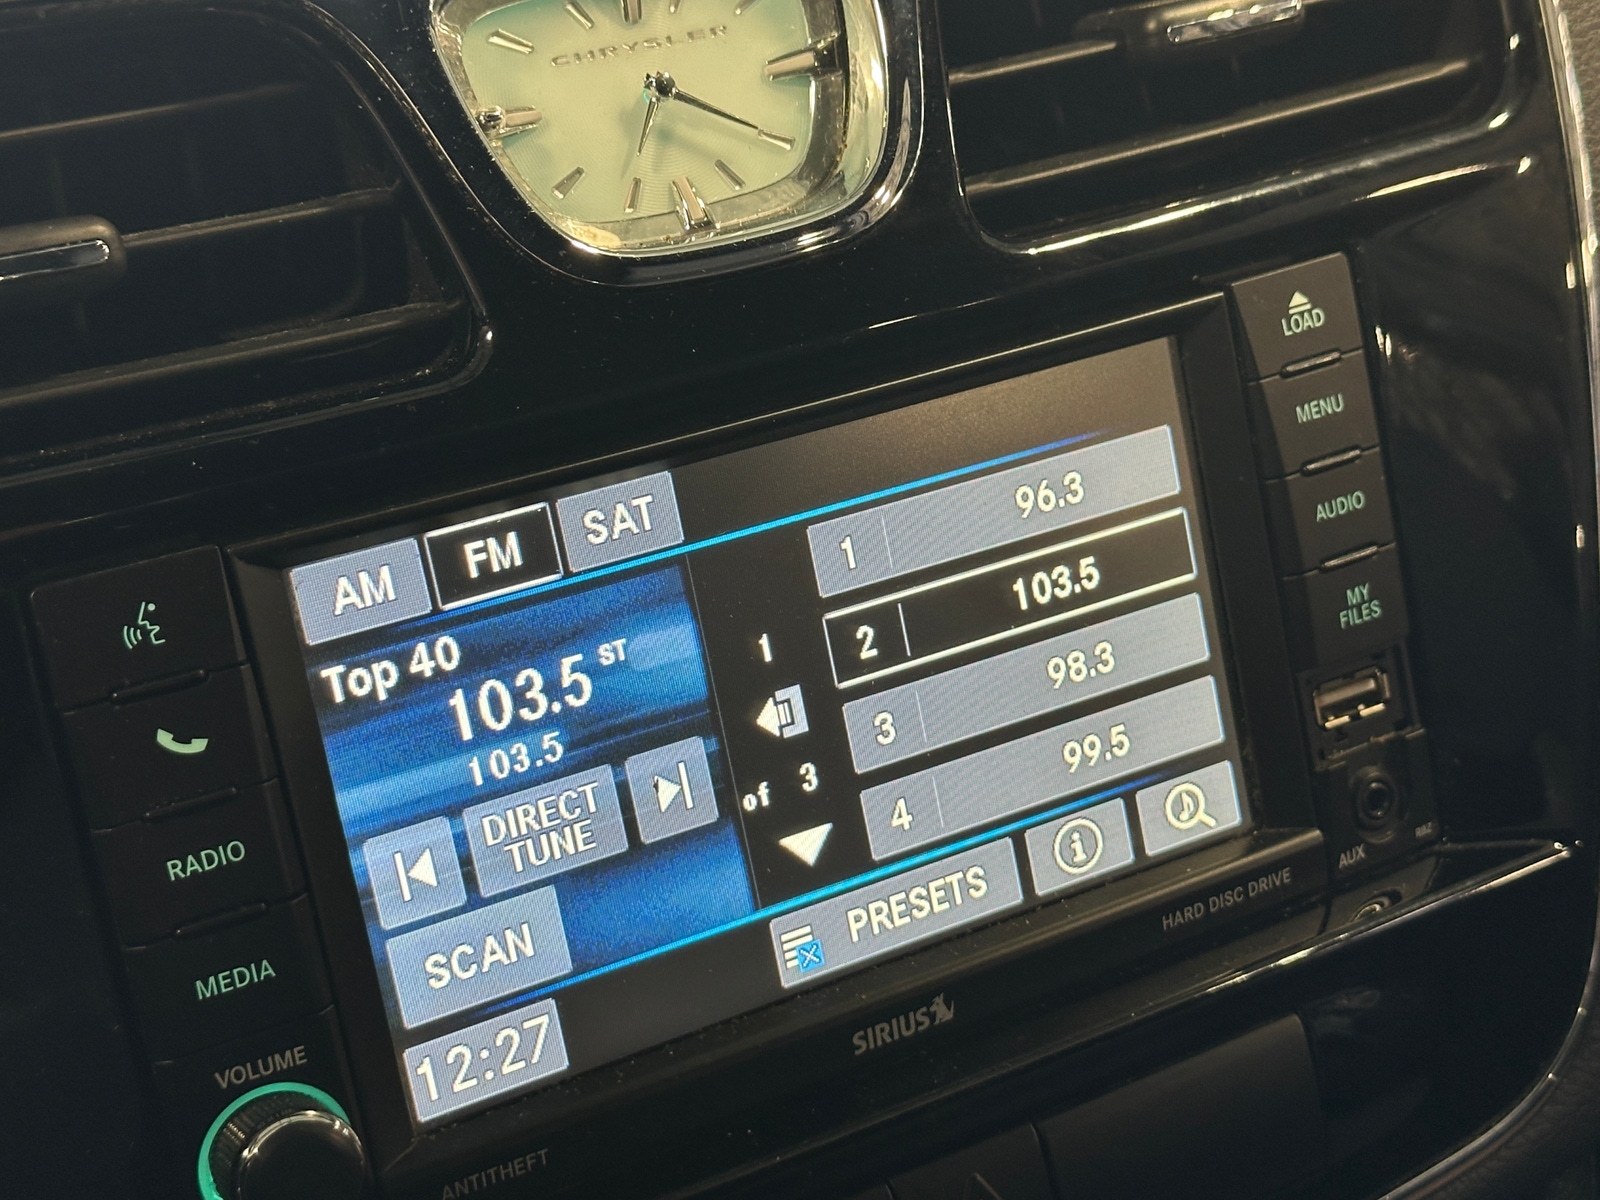 CHRYSLER
LOAD
MENU
AUDIO
MY
FILES
AUX
RBZ
RADIO
MEDIA
VOLUME
ANTITHEFT
AM
FM
SAT
Top 40
103.5 ST
103.5
DIRECT
TUNE
SCAN
12:27
1
of 3
1 96.3
2 103.5
3 98.3
4 99.5
PRESETS
i
HARD DISC DRIVE
SIRIUS